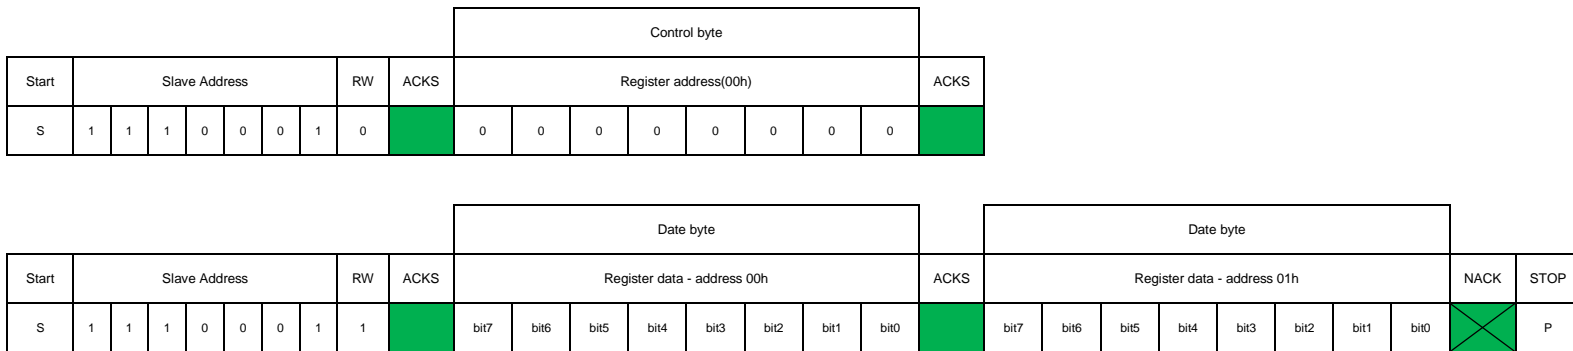 Control byte
Start Slave Address RW ACKS Register address(00h) ACKS
S 1 1 1 0 0 0 1 0 0 0 0 0 0 0 0 0
Date byte Date byte
Start Slave Address RW ACKS Register data - address 00h ACKS Register data - address 01h NACK STOP
S 1 1 1 0 0 0 1 1 bit7 bit6 bit5 bit4 bit3 bit2 bit1 bit0 bit7 bit6 bit5 bit4 bit3 bit2 bit1 bit0 P